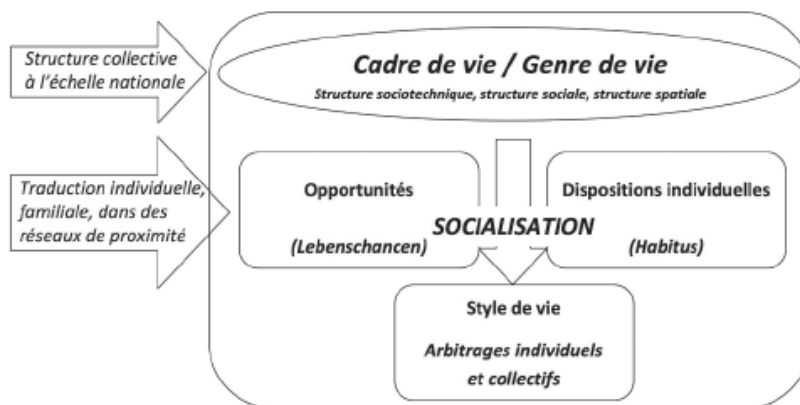 Structure collective
à l'échelle nationale
Cadre de vie / Genre de vie
Structure sociotechnique, structure sociale, structure spatiale
Traduction individuelle,
familiale, dans des
réseaux de proximité
Opportunités
(Lebenschancen)
Dispositions individuelles
(Habitus)
SOCIALISATION
Style de vie
Arbitrages individuels
et collectifs